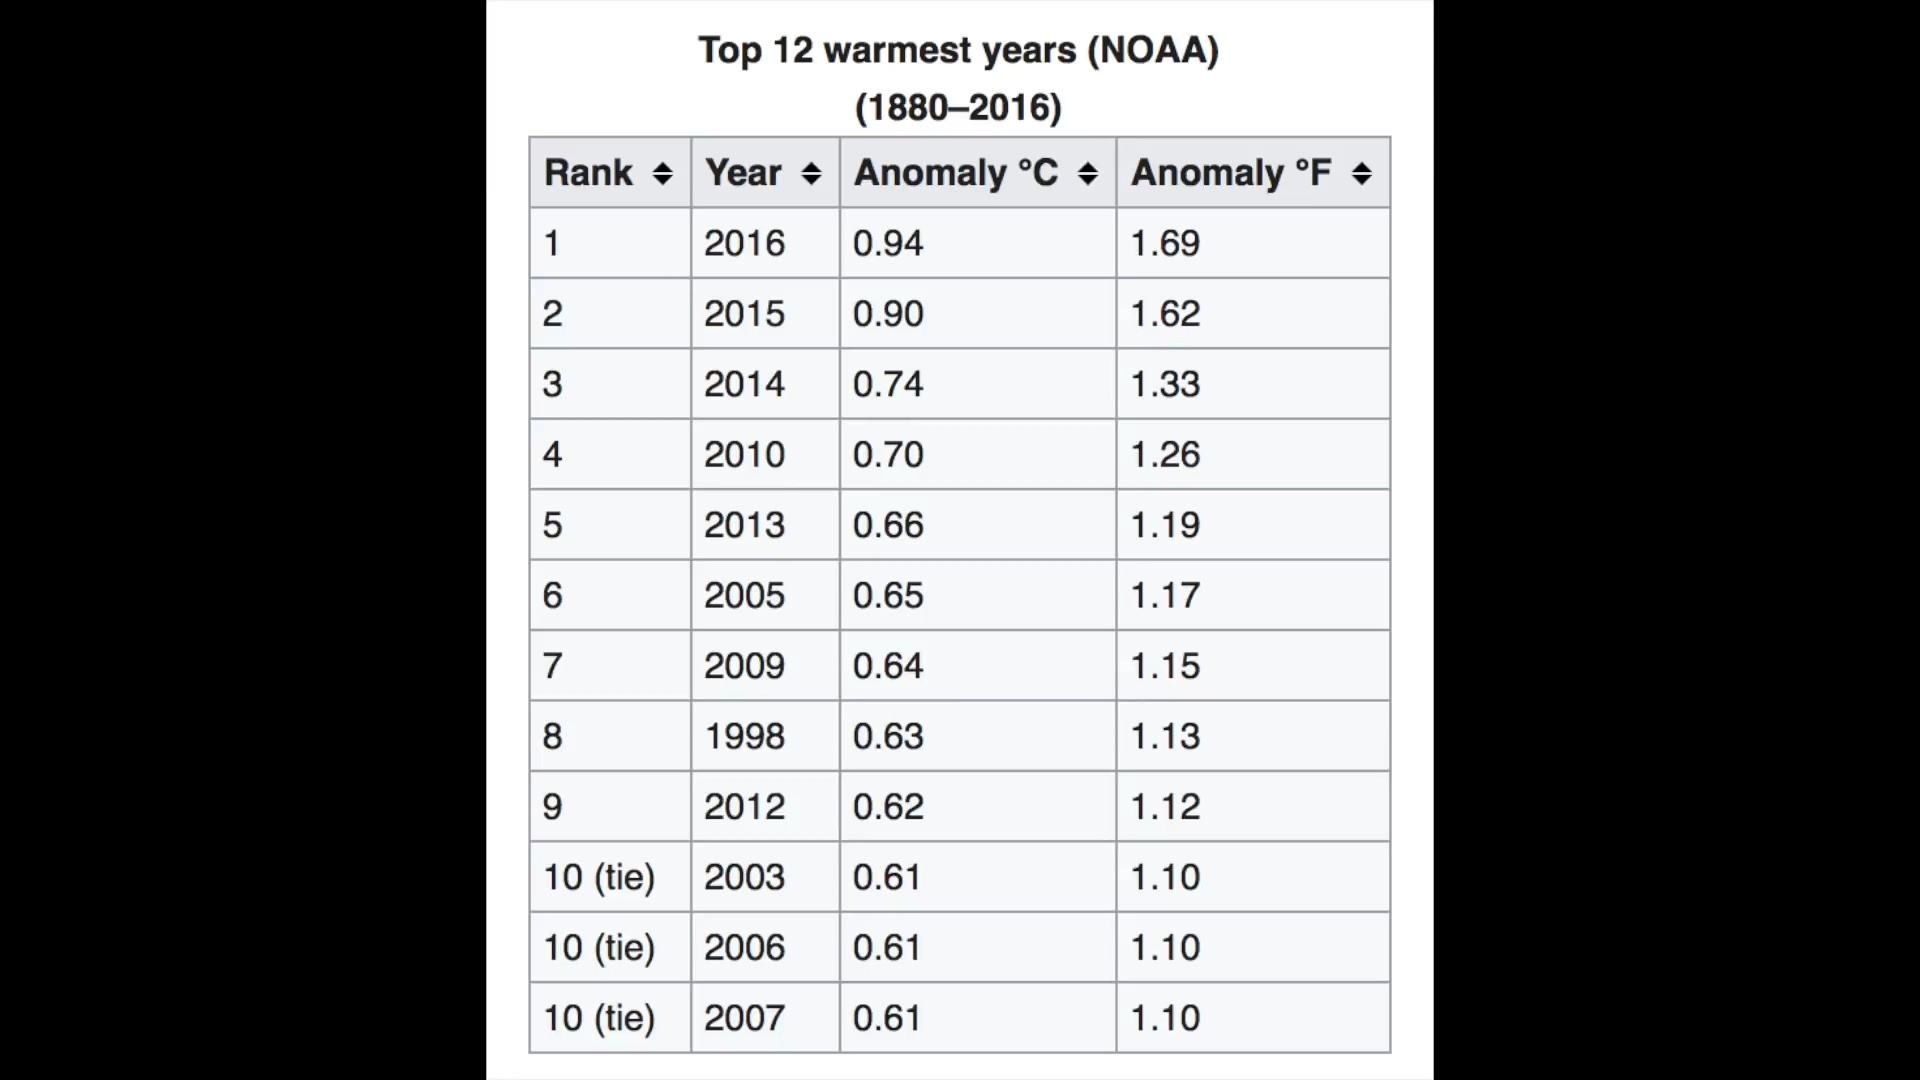 Top 12 warmest years (NOAA)
(1880–2016)
Rank Year Anomaly °C Anomaly °F
1 2016 0.94 1.69
2 2015 0.90 1.62
3 2014 0.74 1.33
4 2010 0.70 1.26
5 2013 0.66 1.19
6 2005 0.65 1.17
7 2009 0.64 1.15
8 1998 0.63 1.13
9 2012 0.62 1.12
10 (tie) 2003 0.61 1.10
10 (tie) 2006 0.61 1.10
10 (tie) 2007 0.61 1.10